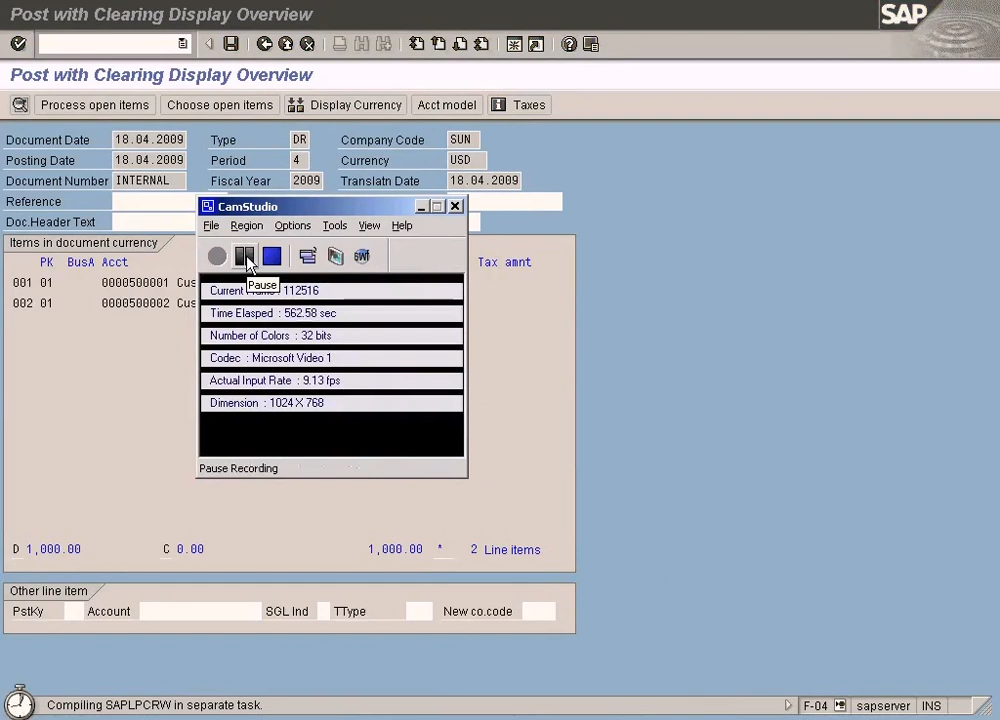 Post with Clearing Display Overview
SAP
Post with Clearing Display Overview
Process open items Choose open items Display Currency Acct model Taxes
Document Date 18.04.2009 Type DR Company Code SUN
Posting Date 18.04.2009 Period 4 Currency USD
Document Number INTERNAL Fiscal Year 2009 Translatn Date 18.04.2009
Reference
Doc.Header Text
CamStudio
File Region Options Tools View Help
Pause
Current 112516
Time Elasped : 562.58 sec
Number of Colors : 32 bits
Codec : Microsoft Video 1
Actual Input Rate : 9.13 fps
Dimension : 1024 X 768
Pause Recording
Items in document currency
PK BusA Acct Tax amnt
001 01 0000500001 Cus
002 01 0000500002 Cus
D 1,000.00 C 0.00 1,000.00 * 2 Line items
Other line item
PstKy Account SGL Ind TType New co.code
Compiling SAPLPCRW in separate task. F-04 sapserver INS